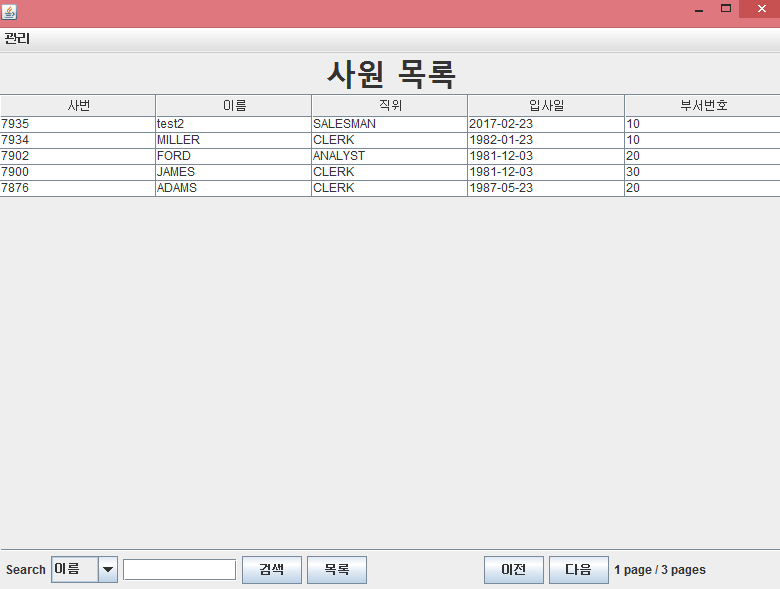 관리
사원 목록
사번 이름 직위 입사일 부서번호
7935 test2 SALESMAN 2017-02-23 10
7934 MILLER CLERK 1982-01-23 10
7902 FORD ANALYST 1981-12-03 20
7900 JAMES CLERK 1981-12-03 30
7876 ADAMS CLERK 1987-05-23 20
Search 이름 검색 목록 이전 다음 1 page / 3 pages